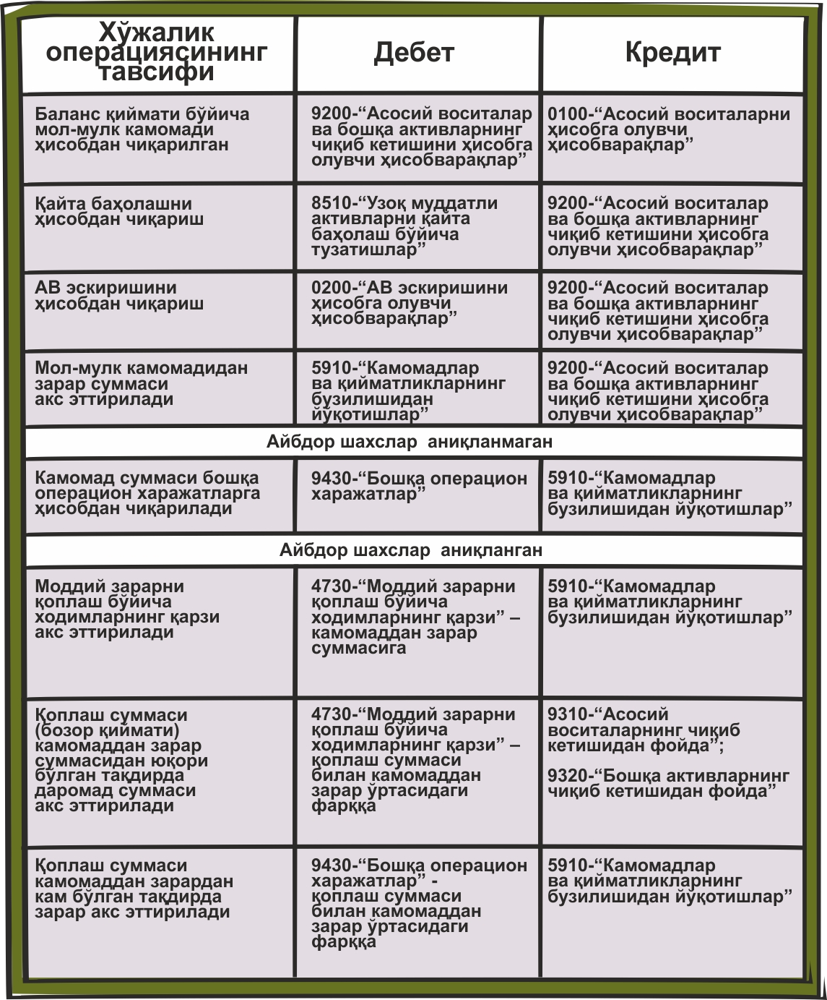 Хўжалик
операциясининг
тавсифи
Дебет
Кредит
Баланс қиймати бўйича
мол-мулк камомади
ҳисобдан чиқарилган
9200-“Асосий воситалар
ва бошқа активларнинг
чиқиб кетишини ҳисобга
олувчи ҳисобварақлар”
0100-“Асосий воситаларни
ҳисобга олувчи
ҳисобварақлар”
Қайта баҳолашни
ҳисобдан чиқариш
8510-“Узоқ муддатли
активларни қайта
баҳолаш бўйича
тузатишлар”
9200-“Асосий воситалар
ва бошқа активларнинг
чиқиб кетишини ҳисобга
олувчи ҳисобварақлар”
АВ эскиришини
ҳисобдан чиқариш
0200-“АВ эскиришини
ҳисобга олувчи
ҳисобварақлар”
9200-“Асосий воситалар
ва бошқа активларнинг
чиқиб кетишини ҳисобга
олувчи ҳисобварақлар”
Мол-мулк камомадидан
зарар суммаси
акс эттирилади
5910-“Камомадлар
ва қийматликларнинг
бузилишидан
йўқотишлар”
9200-“Асосий воситалар
ва бошқа активларнинг
чиқиб кетишини ҳисобга
олувчи ҳисобварақлар”
Айбдор шахслар  аниқланмаган
Камомад суммаси бошқа
операцион харажатларга
ҳисобдан чиқарилади
9430-“Бошқа операцион
харажатлар”
5910-“Камомадлар
ва қийматликларнинг
бузилишидан йўқотишлар”
Айбдор шахслар  аниқланган
Моддий зарарни
қоплаш бўйича
ходимларнинг қарзи
акс эттирилади
4730-“Моддий зарарни
қоплаш бўйича
ходимларнинг қарзи” –
камомаддан зарар
суммасига
5910-“Камомадлар
ва қийматликларнинг
бузилишидан йўқотишлар”
Қоплаш суммаси
(бозор қиймати)
камомаддан зарар
суммасидан юқори
бўлган тақдирда
даромад суммаси
акс эттирилади
4730-“Моддий зарарни
қоплаш бўйича
ходимларнинг қарзи” –
қоплаш суммаси
билан камомаддан
зарар ўртасидаги
фарққа
9310-“Асосий
воситаларнинг чиқиб
кетишидан фойда”;
9320-“Бошқа активларнинг
чиқиб кетишидан фойда”
Қоплаш суммаси
камомаддан зарардан
кам бўлган тақдирда
зарар акс эттирилади
9430-“Бошқа операцион
харажатлар” -
қоплаш суммаси
билан камомаддан
зарар ўртасидаги
фарққа
5910-“Камомадлар
ва қийматликларнинг
бузилишидан йўқотишлар”